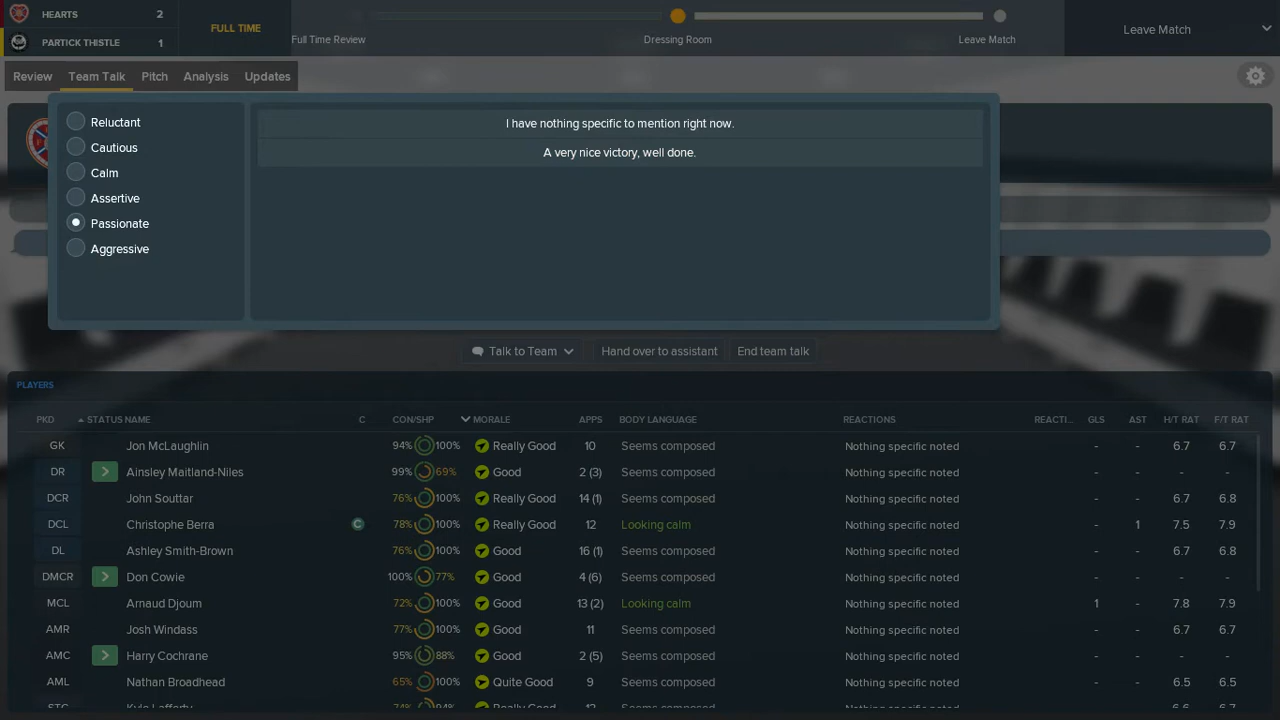 HEARTS 2
PARTICK THISTLE 1
FULL TIME
Full Time Review
Dressing Room
Leave Match
Leave Match
Review Team Talk Pitch Analysis Updates
Reluctant
Cautious
Calm
Assertive
Passionate
Aggressive
I have nothing specific to mention right now.
A very nice victory, well done.
Talk to Team Hand over to assistant End team talk
PLAYERS
PKD STATUS NAME C CON/SHP MORALE APPS BODY LANGUAGE REACTIONS REACTI... GLS AST H/T RAT F/T RAT
GK Jon McLaughlin 94% 100% Really Good 10 Seems composed Nothing specific noted - - 6.7 6.7
DR Ainsley Maitland-Niles 99% 69% Good 2 (3) Seems composed Nothing specific noted - - - -
DCR John Souttar 76% 100% Really Good 14 (1) Seems composed Nothing specific noted - - 6.7 6.8
DCL Christophe Berra C 78% 100% Really Good 12 Looking calm Nothing specific noted - 1 7.5 7.9
DL Ashley Smith-Brown 76% 100% Good 16 (1) Seems composed Nothing specific noted - - 6.7 6.8
DMCR Don Cowie 100% 77% Good 4 (6) Seems composed Nothing specific noted - - - -
MCL Arnaud Djoum 72% 100% Good 13 (2) Looking calm Nothing specific noted 1 - 7.8 7.9
AMR Josh Windass 77% 100% Good 11 Seems composed Nothing specific noted - - 6.7 6.7
AMC Harry Cochrane 95% 88% Good 2 (5) Seems composed Nothing specific noted - - - -
AML Nathan Broadhead 65% 100% Quite Good 9 Seems composed Nothing specific noted - - 6.5 6.5